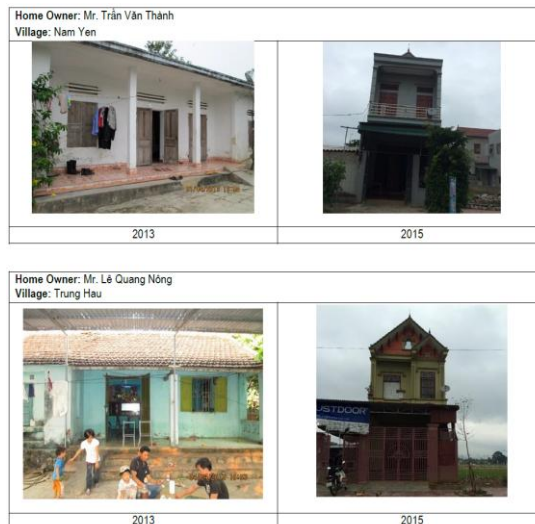 Home Owner: Mr. Trần Văn Thành
Village: Nam Yen
2013
2015
Home Owner: Mr. Lê Quang Nông
Village: Trung Hau
USTDOOR
2013
2015